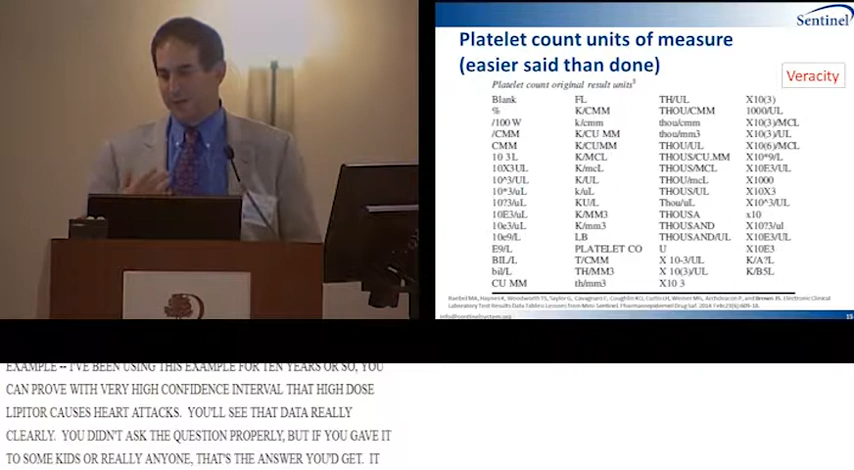 Sentinel
Platelet count units of measure
(easier said than done)
Veracity
Platelet count original result units
Blank FL TH/UL X10(3)
% K/CMM THOU/CMM 1000/UL
/100 W k/cmm thou/cmm X10(3)/MCL
/CMM K/CU MM thou/mm3 X10(3)/UL
CMM K/CUMM THOU/UL X10(6)/MCL
10 3L K/MCL THOUS/CU.MM X10*9/L
10X3UL K/mcL THOUS/MCL X10E3/UL
10^3/UL K/UL THOU/mcL X1000
10*3/uL k/uL THOUS/UL X10X3
10?3/uL KU/L Thou/uL X10^3/UL
10E3/uL K/MM3 THOUSA x10
10e3/uL K/mm3 THOUSAND X10?3/ul
10e9/L LB THOUSAND/UL X10E3/UL
E9/L PLATELET CO U X10E3
BIL/L T/CMM X 10-3/UL K/A?L
bil/L TH/MM3 X 10(3)/UL K/B5L
CU MM th/mm3 X10 3
info@sentinelsystem.org
15
EXAMPLE -- I'VE BEEN USING THIS EXAMPLE FOR TEN YEARS OR SO, YOU
CAN PROVE WITH VERY HIGH CONFIDENCE INTERVAL THAT HIGH DOSE
LIPITOR CAUSES HEART ATTACKS. YOU'LL SEE THAT DATA REALLY
CLEARLY. YOU DIDN'T ASK THE QUESTION PROPERLY, BUT IF YOU GAVE IT
TO SOME KIDS OR REALLY ANYONE, THAT'S THE ANSWER YOU'D GET. IT